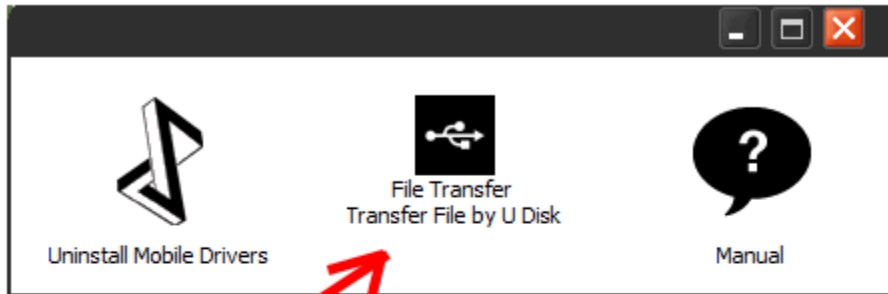 File Transfer
Transfer File by U Disk
Uninstall Mobile Drivers
?
Manual